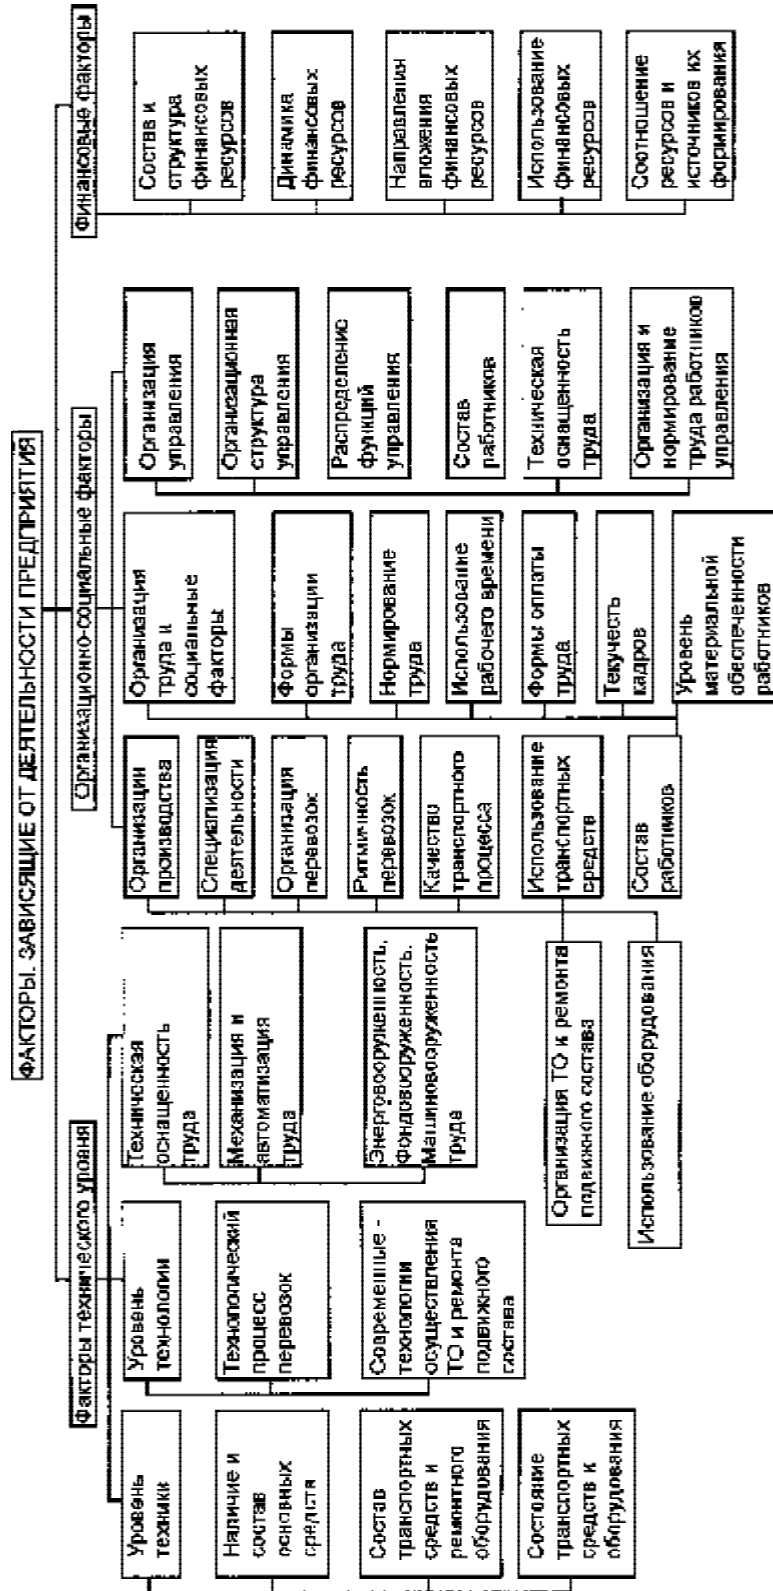 ФАКТОРЫ. ЗАВИСЯЩИЕ ОТ ДЕЯТЕЛЬНОСТИ ПРЕДПРИЯТИЯ
Факторы технического уровня
Уровень
техники
Наличие и
состав
основных
средств
Состав
транспортных
средств и
ремонтного
оборудования
Состояние
транспортных
средств и
оборудования
Уровень
технологии
Технологический
процесс
перевозок
Современные -
технологии
осуществления
ТО и ремонта
подвижного
состава
Техническая
оснащенность
труда
Механизация и
автоматизация
труда
Энерговооруженность,
Фондовооруженность.
Машиновооруженность
труда
Организационно-социальные факторы
Организации
производства
Специализация
деятельности
Организация
перевозок
Ритмичность
перевозок
Качество
транспортного
процесса
Использование
транспортных
средств
Состав
работников
Организация ТО и ремонта
подвижного состава
Использование оборудования
Организация
труда и
социальные
факторы
Формы
организации
труда
Нормирование
труда
Использование
рабочего времени
Формы оплаты
труда
Текучесть
кадров
Уровень
материальной
обеспеченности
работников
Организация
управления
Организационная
структура
управления
Распределение
функций
управления
Состав
работников
Техническая
оснащенность
труда
Организация и
нормирование
труда работников
управления
Финансовые факторы
Состав и
структура
финансовых
ресурсов
Динамика
финансовых
ресурсов
Направления
вложения
финансовых
ресурсов
Использование
финансовых
ресурсов
Соотношение
ресурсов и
источников их
формирования